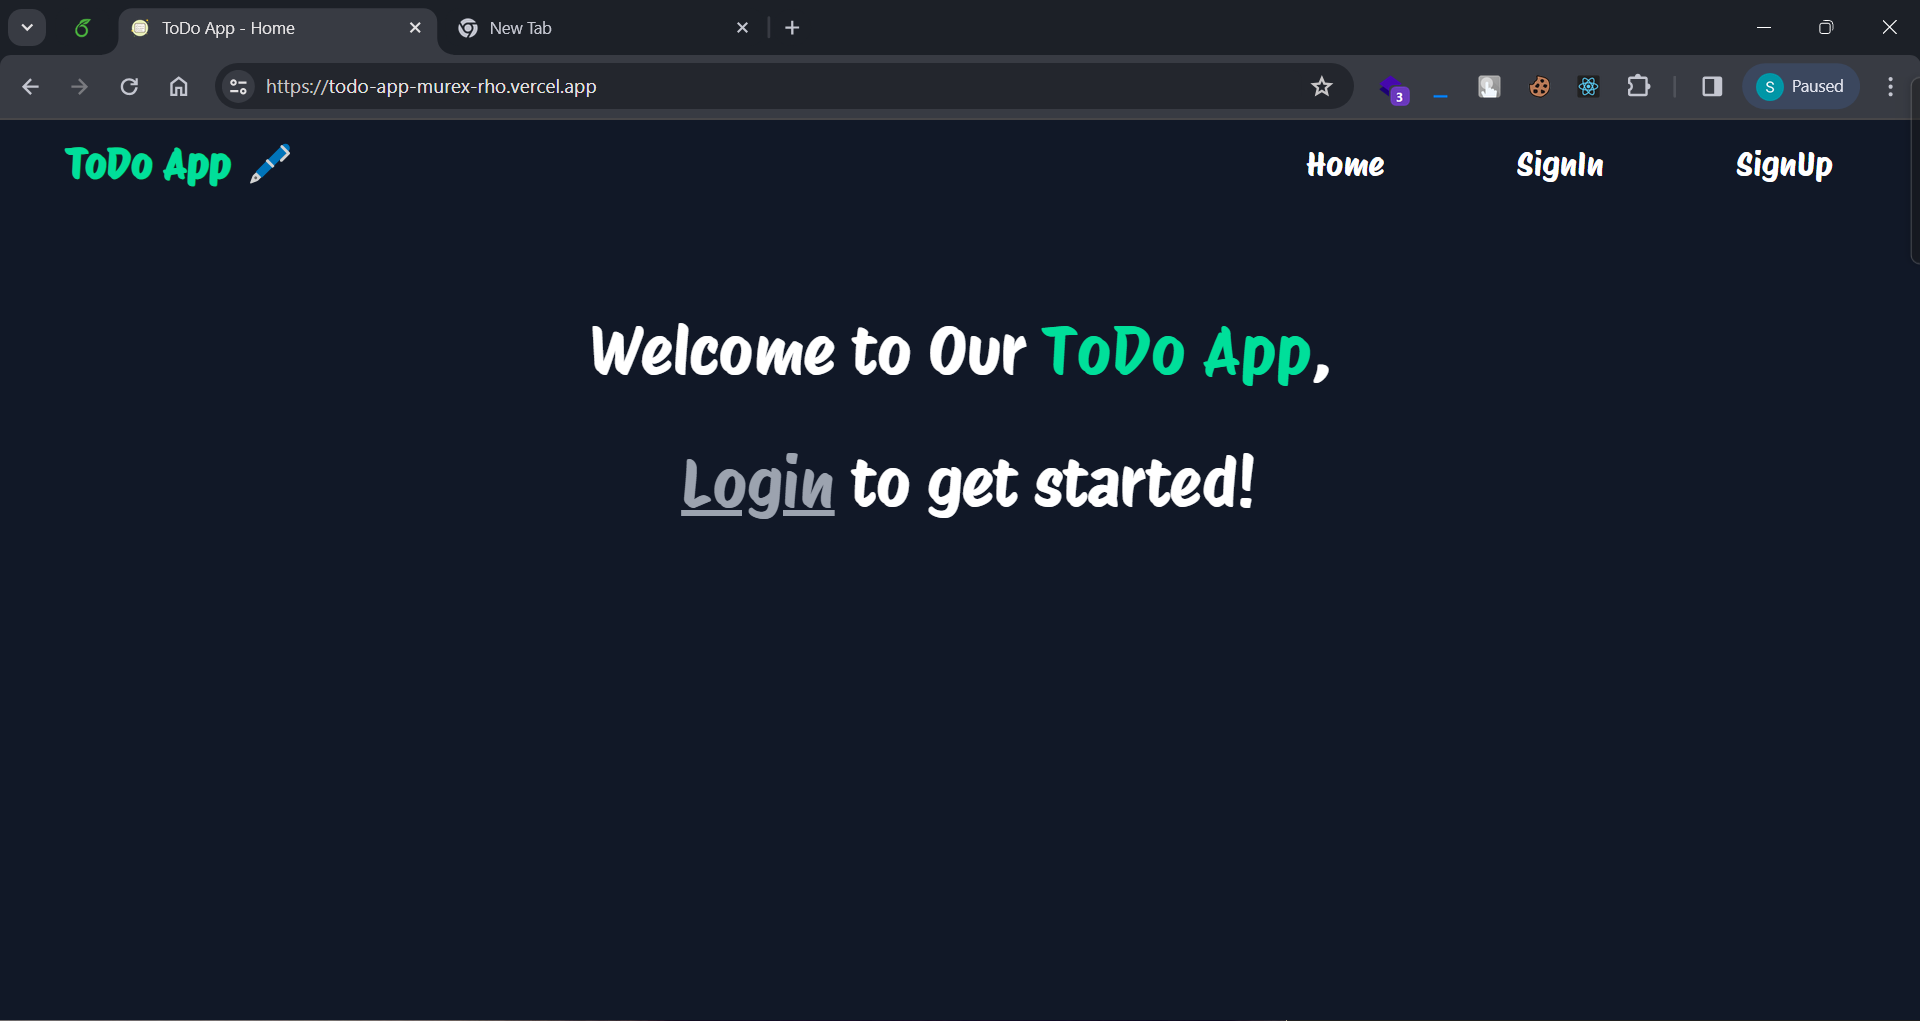 ToDo App - Home
New Tab
https://todo-app-murex-rho.vercel.app
3
S
Paused
ToDo App
Home
SignIn
SignUp
Welcome to Our ToDo App,
Login to get started!